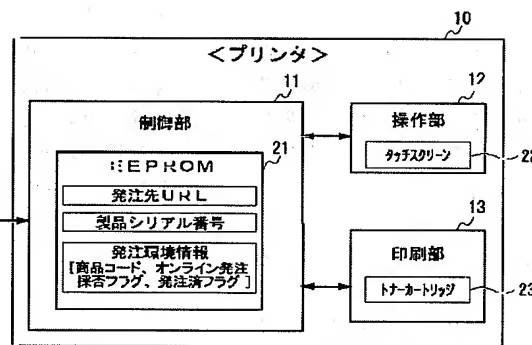 10
<プリンタ>
11
制御部
21
EEPROM
発注先URL
製品シリアル番号
発注環境情報
[商品コード、オンライン発注
採否フラグ、発注済フラグ]
12
操作部
タッチスクリーン
22
13
印刷部
トナーカートリッジ
23